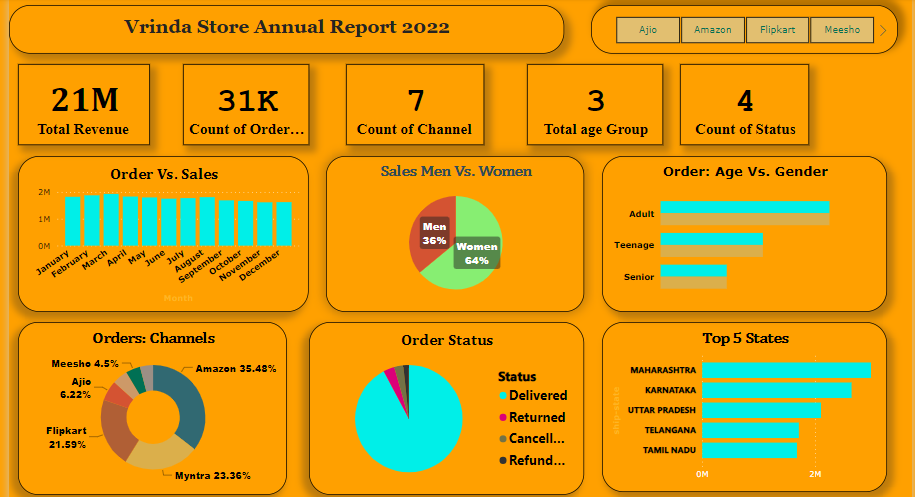 Vrinda Store Annual Report 2022
Ajio
Amazon
Flipkart
Meesho
21M
Total Revenue
31K
Count of Order...
7
Count of Channel
3
Total age Group
4
Count of Status
Order Vs. Sales
2M
1M
0M
January
February
March
April
May
June
July
August
September
October
November
December
Month
Sales Men Vs. Women
Men
36%
Women
64%
Order: Age Vs. Gender
Adult
Teenage
Senior
Orders: Channels
Meesho 4.5%
Amazon 35.48%
Ajio
6.22%
Flipkart
21.59%
Myntra 23.36%
Order Status
Status
Delivered
Returned
Cancell...
Refund...
Top 5 States
ship-state
MAHARASHTRA
KARNATAKA
UTTAR PRADESH
TELANGANA
TAMIL NADU
0M
2M